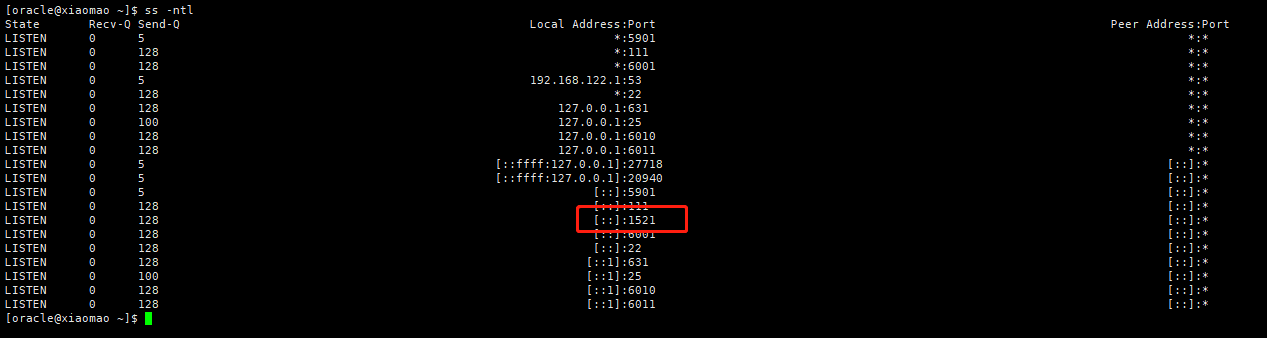 [oracle@xiaomao ~]$ ss -ntl
State Recv-Q Send-Q Local Address:Port Peer Address:Port
LISTEN 0 5 *:5901 *:*
LISTEN 0 128 *:111 *:*
LISTEN 0 128 *:6001 *:*
LISTEN 0 5 192.168.122.1:53 *:*
LISTEN 0 128 *:22 *:*
LISTEN 0 128 127.0.0.1:631 *:*
LISTEN 0 100 127.0.0.1:25 *:*
LISTEN 0 128 127.0.0.1:6010 *:*
LISTEN 0 128 127.0.0.1:6011 *:*
LISTEN 0 5 [::ffff:127.0.0.1]:27718 [::]:*
LISTEN 0 5 [::ffff:127.0.0.1]:20940 [::]:*
LISTEN 0 5 [::]:5901 [::]:*
LISTEN 0 128 [::]:111 [::]:*
LISTEN 0 128 [::]:1521 [::]:*
LISTEN 0 128 [::]:6001 [::]:*
LISTEN 0 128 [::]:22 [::]:*
LISTEN 0 128 [::1]:631 [::]:*
LISTEN 0 100 [::1]:25 [::]:*
LISTEN 0 128 [::1]:6010 [::]:*
LISTEN 0 128 [::1]:6011 [::]:*
[oracle@xiaomao ~]$